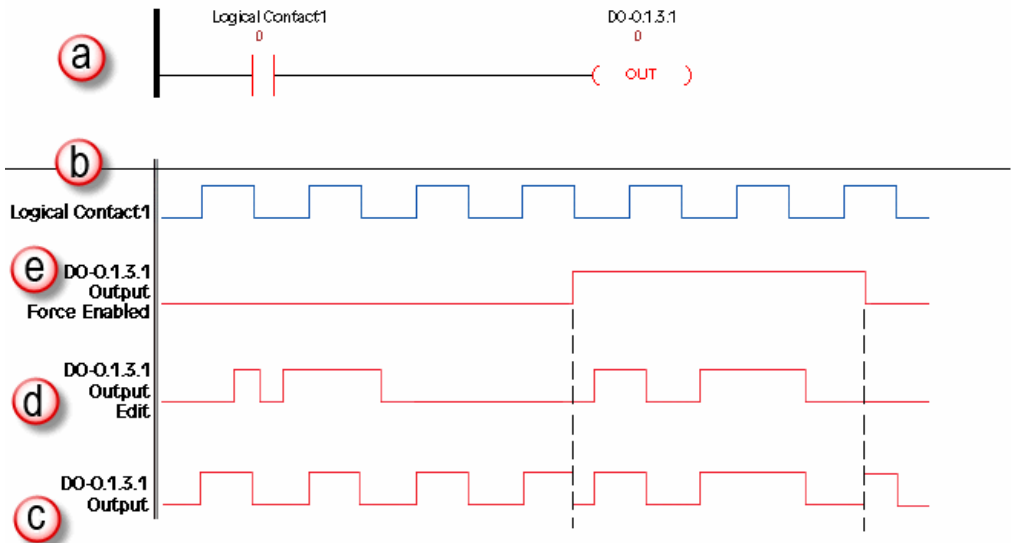 Logical Contact1
DO-0.1.3.1
0
0
a
( OUT )
b
Logical Contact1
e
DO-0.1.3.1
Output
Force Enabled
DO-0.1.3.1
Output
Edit
d
DO-0.1.3.1
Output
c